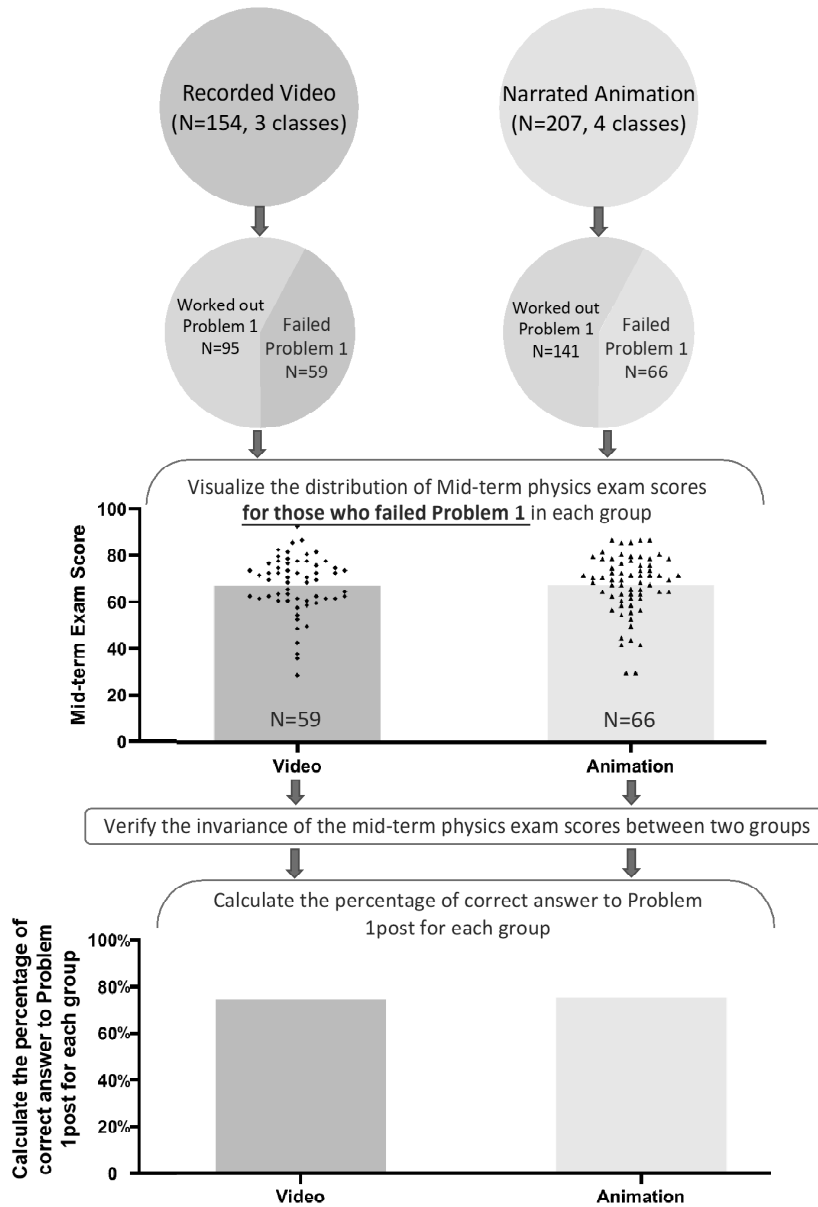 Recorded Video
(N=154, 3 classes)
Narrated Animation
(N=207, 4 classes)
Worked out
Problem 1
N=95
Failed
Problem 1
N=59
Worked out
Problem 1
N=141
Failed
Problem 1
N=66
Visualize the distribution of Mid-term physics exam scores
for those who failed Problem 1 in each group
Mid-term Exam Score
100
80
60
40
20
0
N=59
N=66
Video
Animation
Verify the invariance of the mid-term physics exam scores between two groups
Calculate the percentage of correct answer to Problem
1post for each group
Calculate the percentage of
correct answer to Problem
1post for each group
100%
80%
60%
40%
20%
0
Video
Animation